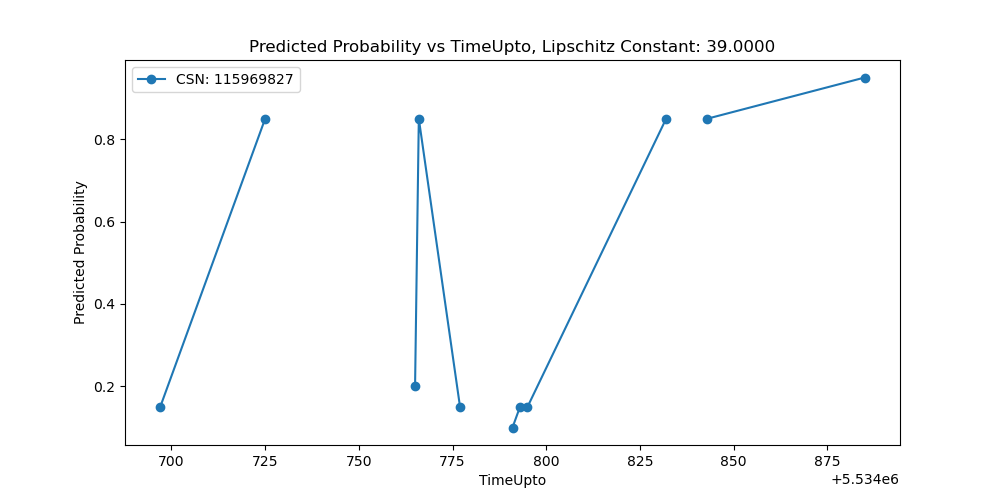 Predicted Probability vs TimeUpto, Lipschitz Constant: 39.0000
CSN: 115969827
Predicted Probability
0.8
0.6
0.4
0.2
700 725 750 775 800 825 850 875
+5.534e6
TimeUpto